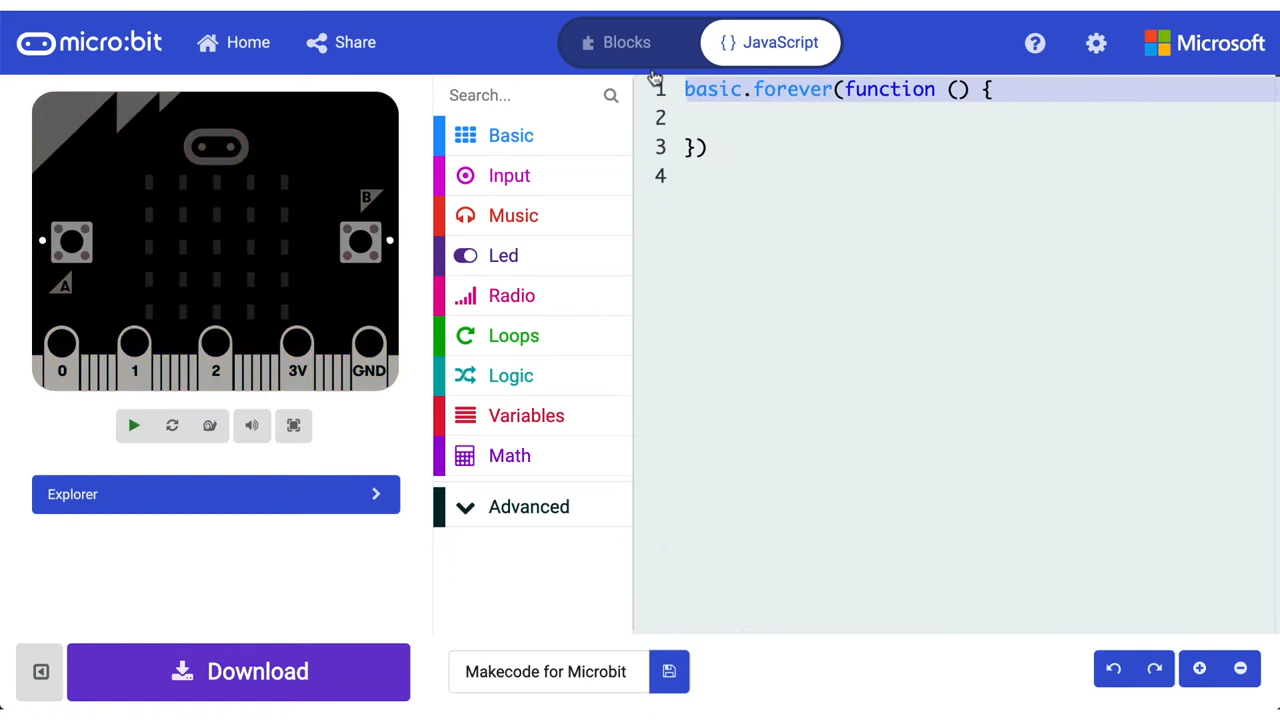 micro:bit Home Share Blocks {} JavaScript Microsoft
B
A
0 1 2 3V GND
Explorer
Download
Search...
Basic
Input
Music
Led
Radio
Loops
Logic
Variables
Math
Advanced
1 basic.forever(function () {
2
3 })
4
Makecode for Microbit